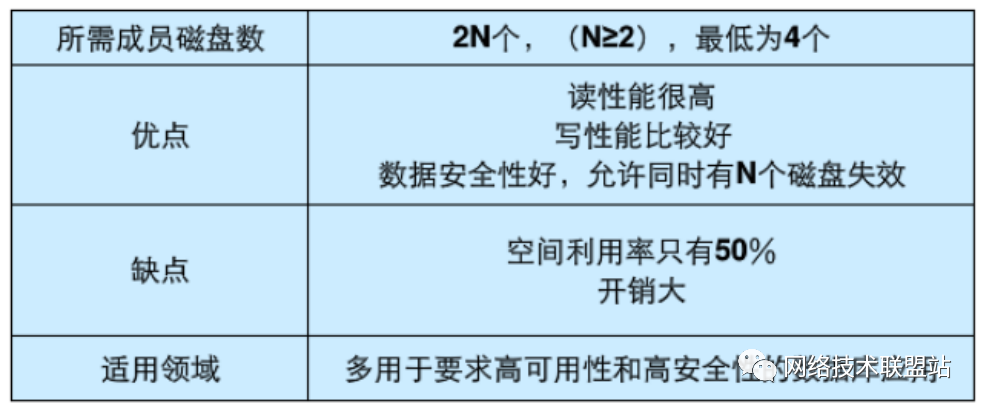 所需成员磁盘数
2N个，（N≥2），最低为4个
优点
读性能很高
写性能比较好
数据安全性好，允许同时有N个磁盘失效
缺点
空间利用率只有50%
开销大
适用领域
多用于要求高可用性和高安全性的数据
网络技术联盟站